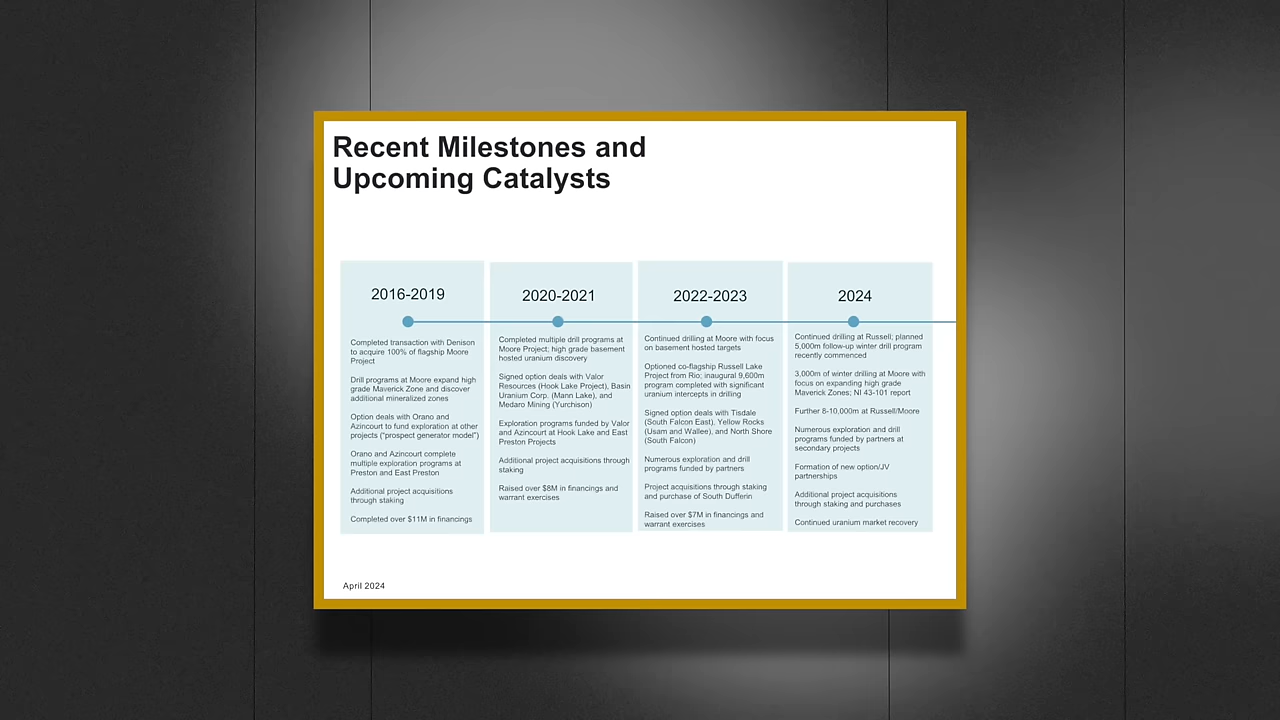 Recent Milestones and
Upcoming Catalysts
2016-2019
Completed transaction with Denison
to acquire 100% of flagship Moore
Project
Drill programs at Moore expand high
grade Maverick Zone and discover
additional mineralized zones
Option deals with Orano and
Azincourt to fund exploration at other
projects ("prospect generator model")
Orano and Azincourt complete
multiple exploration programs at
Preston and East Preston
Additional project acquisitions
through staking
Completed over $11M in financings
2020-2021
Completed multiple drill programs at
Moore Project; high grade basement
hosted uranium discovery
Signed option deals with Valor
Resources (Hook Lake Project), Basin
Uranium Corp. (Mann Lake), and
Medaro Mining (Yurchison)
Exploration programs funded by Valor
and Azincourt at Hook Lake and East
Preston Projects
Additional project acquisitions through
staking
Raised over $8M in financings and
warrant exercises
2022-2023
Continued drilling at Moore with focus
on basement hosted targets
Optioned co-flagship Russell Lake
Project from Rio; inaugural 9,600m
program completed with significant
uranium intercepts in drilling
Signed option deals with Tisdale
(South Falcon East), Yellow Rocks
(Usam and Wallee), and North Shore
(South Falcon)
Numerous exploration and drill
programs funded by partners
Project acquisitions through staking
and purchase of South Dufferin
Raised over $7M in financings and
warrant exercises
2024
Continued drilling at Russell; planned
5,000m follow-up winter drill program
recently commenced
3,000m of winter drilling at Moore with
focus on expanding high grade
Maverick Zones; NI 43-101 report
Further 8-10,000m at Russell/Moore
Numerous exploration and drill
programs funded by partners at
secondary projects
Formation of new option/JV
partnerships
Additional project acquisitions
through staking and purchases
Continued uranium market recovery
April 2024